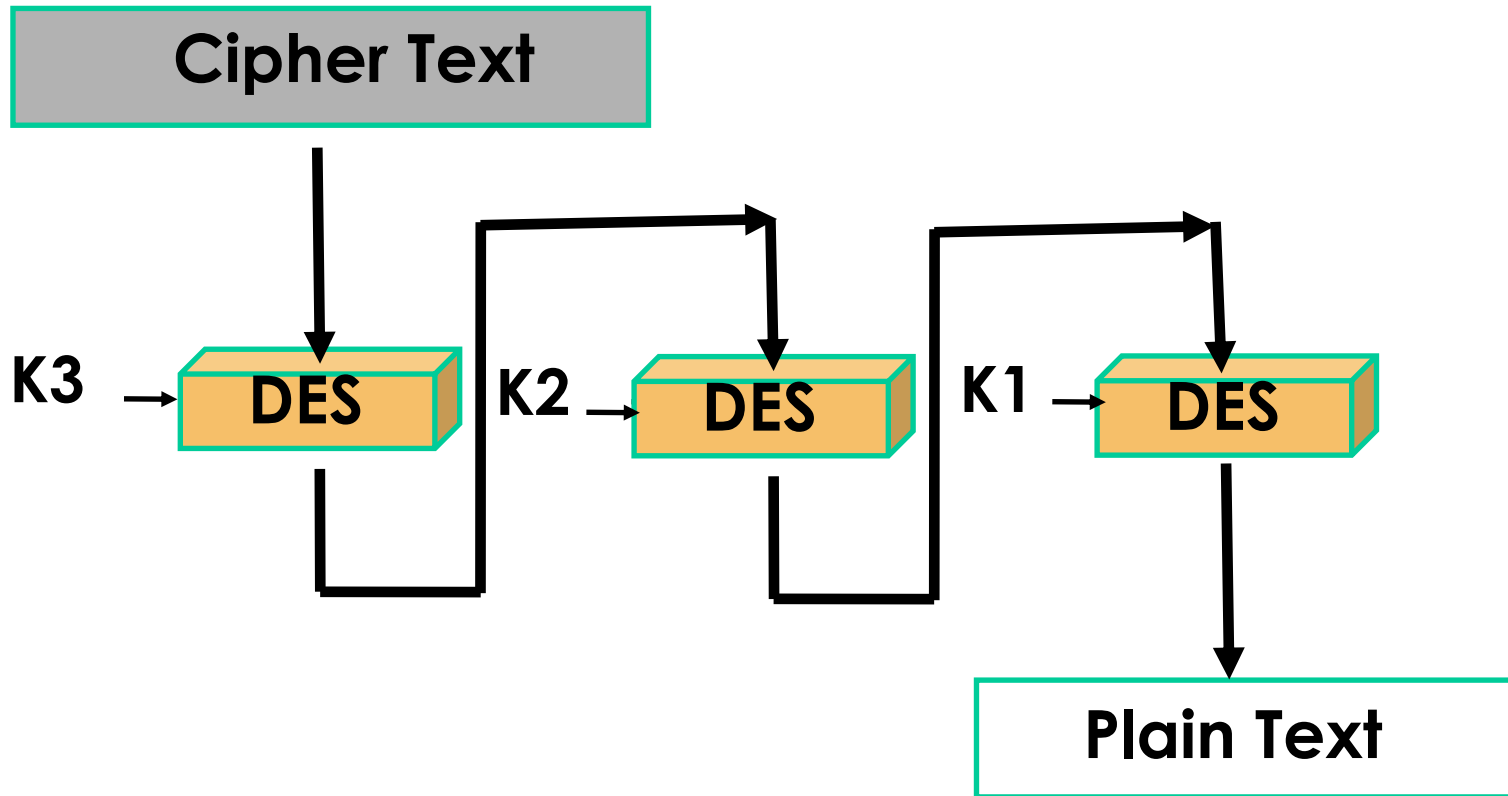 Cipher Text
K3
DES
K2
DES
K1
DES
Plain Text